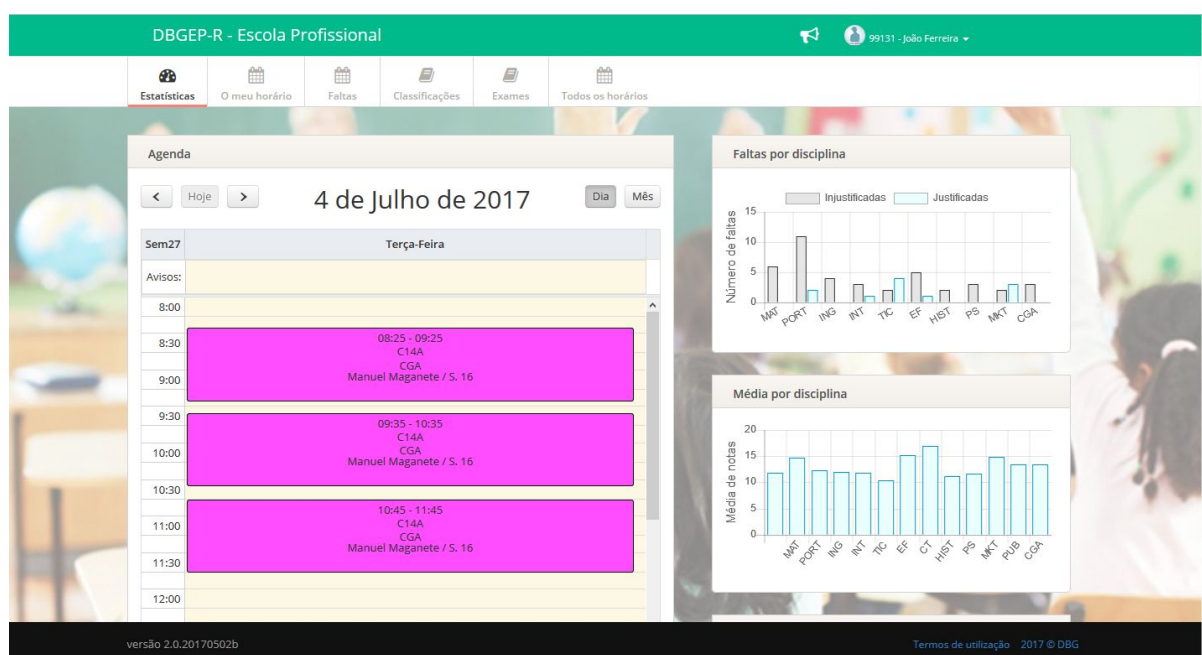 DBGEP-R - Escola Profissional
99131 - João Ferreira
Estatísticas
O meu horário
Faltas
Classificações
Exames
Todos os horários
Agenda
Hoje
4 de Julho de 2017
Dia
Mês
Sem27
Terça-Feira
Avisos:
8:00
8:30
9:00
9:30
10:00
10:30
11:00
11:30
12:00
08:25 - 09:25
C14A
CGA
Manuel Maganete / S. 16
09:35 - 10:35
C14A
CGA
Manuel Maganete / S. 16
10:45 - 11:45
C14A
CGA
Manuel Maganete / S. 16
Faltas por disciplina
Injustificadas
Justificadas
Número de faltas
15
10
5
0
MAT
PORT
ING
INT
TIC
EF
HIST
PS
MKT
CGA
Média por disciplina
Média de notas
20
15
10
5
0
MAT
PORT
ING
INT
TIC
EF
CT
HIST
PS
MKT
PUB
CGA
versão 2.0.20170502b
Termos de utilização 2017 © DBG